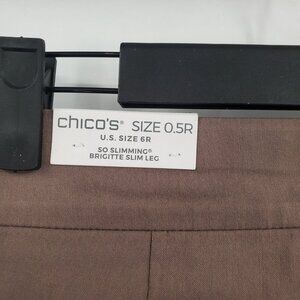 chico's® SIZE 0.5R
U.S. SIZE 6R
SO SLIMMING®
BRIGITTE SLIM LEG